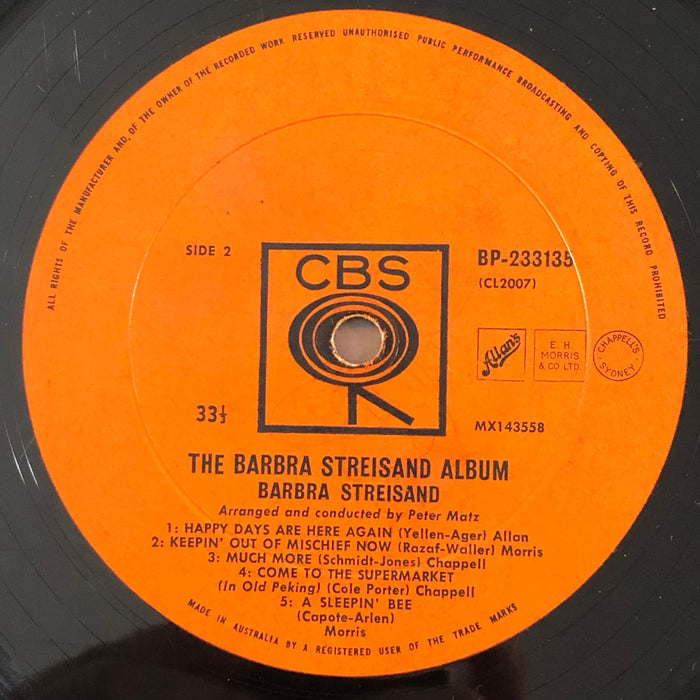 ALL RIGHTS OF THE MANUFACTURER AND OF THE OWNER OF THE RECORDED WORK RESERVED UNAUTHORISED PUBLIC PERFORMANCE BROADCASTING AND COPYING OF THIS RECORD PROHIBITED
SIDE 2
CBS
BP-233135
(CL2007)
Allan's
E. H.
MORRIS
& CO LTD.
CHAPPELL'S
SYDNEY
33⅓
MX143558
THE BARBRA STREISAND ALBUM
BARBRA STREISAND
Arranged and conducted by Peter Matz
1: HAPPY DAYS ARE HERE AGAIN (Yellen-Ager) Allan
2: KEEPIN' OUT OF MISCHIEF NOW (Razaf-Waller) Morris
3: MUCH MORE (Schmidt-Jones) Chappell
4: COME TO THE SUPERMARKET
(In Old Peking) (Cole Porter) Chappell
5: A SLEEPIN' BEE
(Capote-Arlen)
Morris
MADE IN AUSTRALIA BY A REGISTERED USER OF THE TRADE MARKS